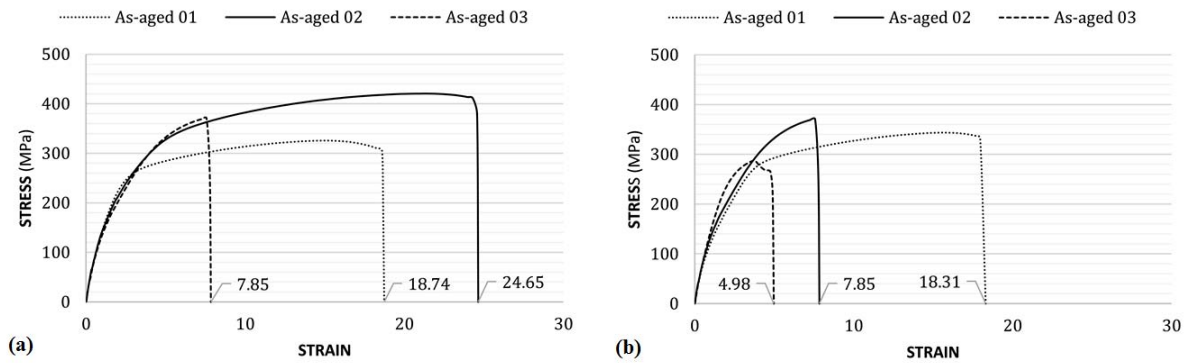 As-aged 01 As-aged 02 As-aged 03
500
400
300
200
100
0
STRESS (MPa)
7.85 18.74 24.65
0 10 20 30
STRAIN
(a)
As-aged 01 As-aged 02 As-aged 03
500
400
300
200
100
0
STRESS (MPa)
4.98 7.85 18.31
0 10 20 30
STRAIN
(b)